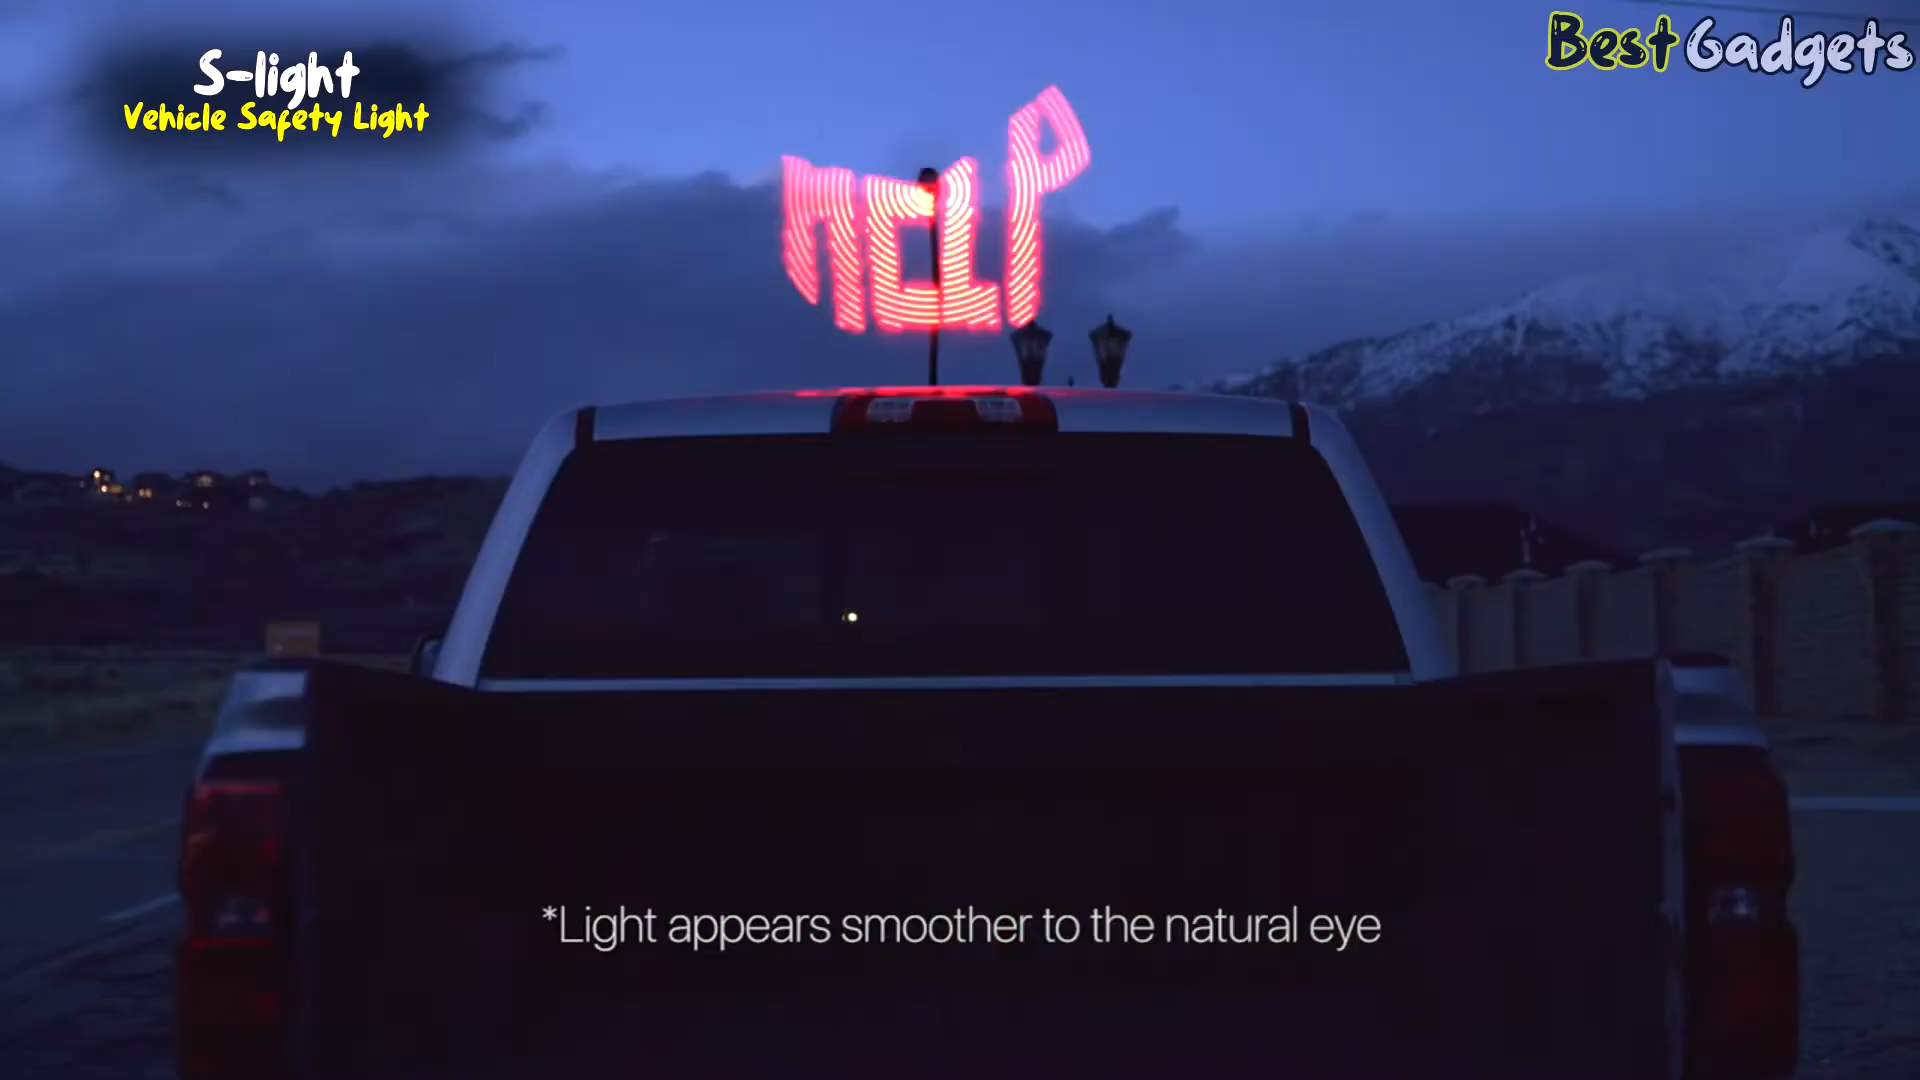 S-light
Vehicle Safety Light
Best Gadgets
HELP
*Light appears smoother to the natural eye